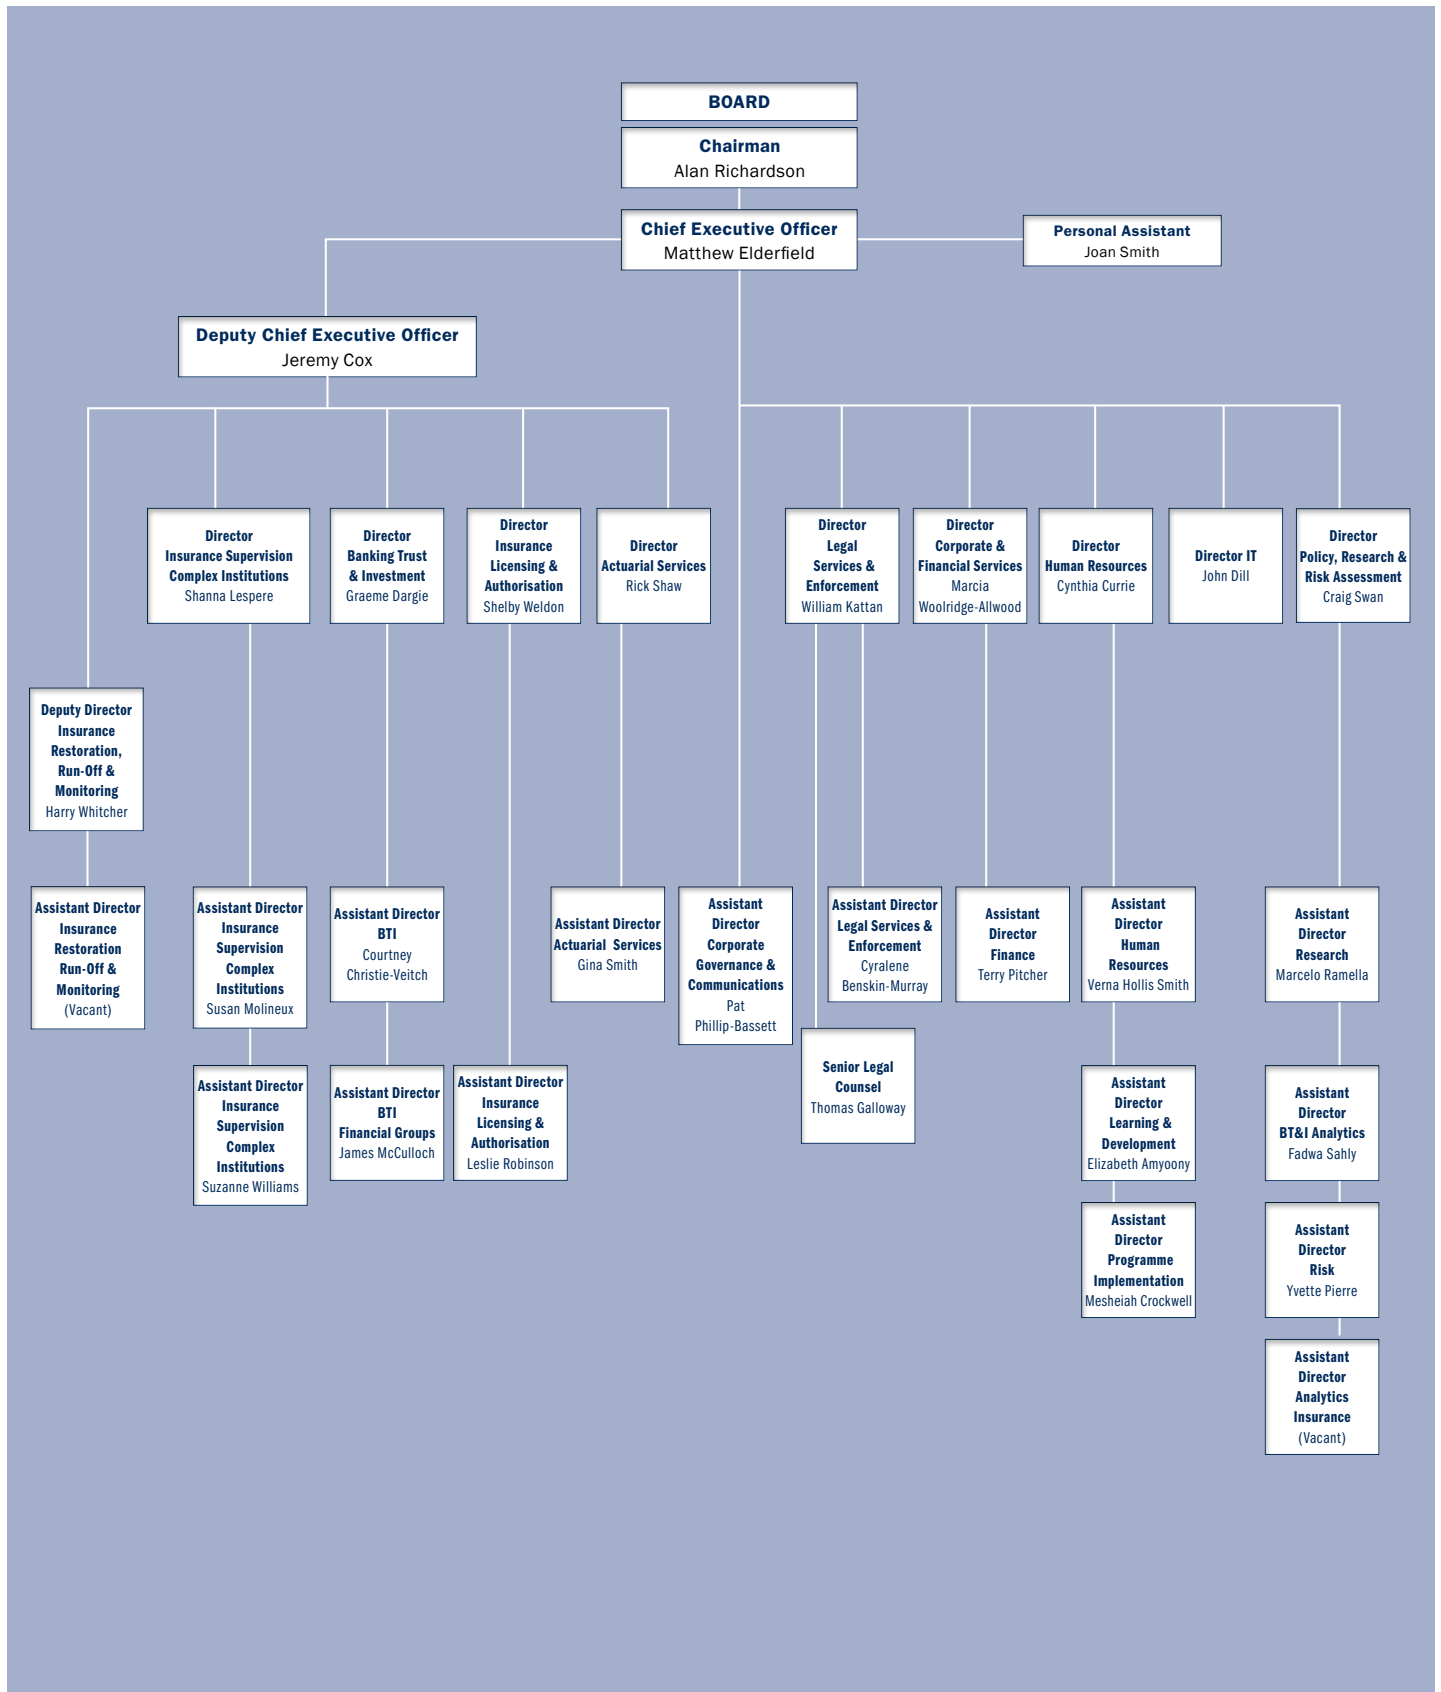 BOARD
Chairman
Alan Richardson
Chief Executive Officer
Matthew Elderfield
Personal Assistant
Joan Smith
Deputy Chief Executive Officer
Jeremy Cox
Director
Insurance Supervision
Complex Institutions
Shanna Lespere
Director
Banking Trust
& Investment
Graeme Dargie
Director
Insurance
Licensing &
Authorisation
Shelby Weldon
Director
Actuarial Services
Rick Shaw
Director
Legal
Services &
Enforcement
William Kattan
Director
Corporate &
Financial Services
Marcia
Woolridge-Allwood
Director
Human Resources
Cynthia Currie
Director IT
John Dill
Director
Policy, Research &
Risk Assessment
Craig Swan
Deputy Director
Insurance
Restoration,
Run-Off &
Monitoring
Harry Whitcher
Assistant Director
Insurance
Restoration
Run-Off &
Monitoring
(Vacant)
Assistant Director
Insurance
Supervision
Complex
Institutions
Susan Molineux
Assistant Director
BTI
Courtney
Christie-Veitch
Assistant Director
Actuarial Services
Gina Smith
Assistant
Director
Corporate
Governance &
Communications
Pat
Phillip-Bassett
Assistant Director
Legal Services &
Enforcement
Cyralene
Benskin-Murray
Assistant
Director
Finance
Terry Pitcher
Assistant
Director
Human
Resources
Verna Hollis Smith
Assistant
Director
Research
Marcelo Ramella
Senior Legal
Counsel
Thomas Galloway
Assistant Director
Insurance
Supervision
Complex
Institutions
Suzanne Williams
Assistant Director
BTI
Financial Groups
James McCulloch
Assistant Director
Insurance
Licensing &
Authorisation
Leslie Robinson
Assistant
Director
Learning &
Development
Elizabeth Amyoony
Assistant
Director
BT&I Analytics
Fadwa Sahly
Assistant
Director
Programme
Implementation
Mesheiah Crockwell
Assistant
Director
Risk
Yvette Pierre
Assistant
Director
Analytics
Insurance
(Vacant)